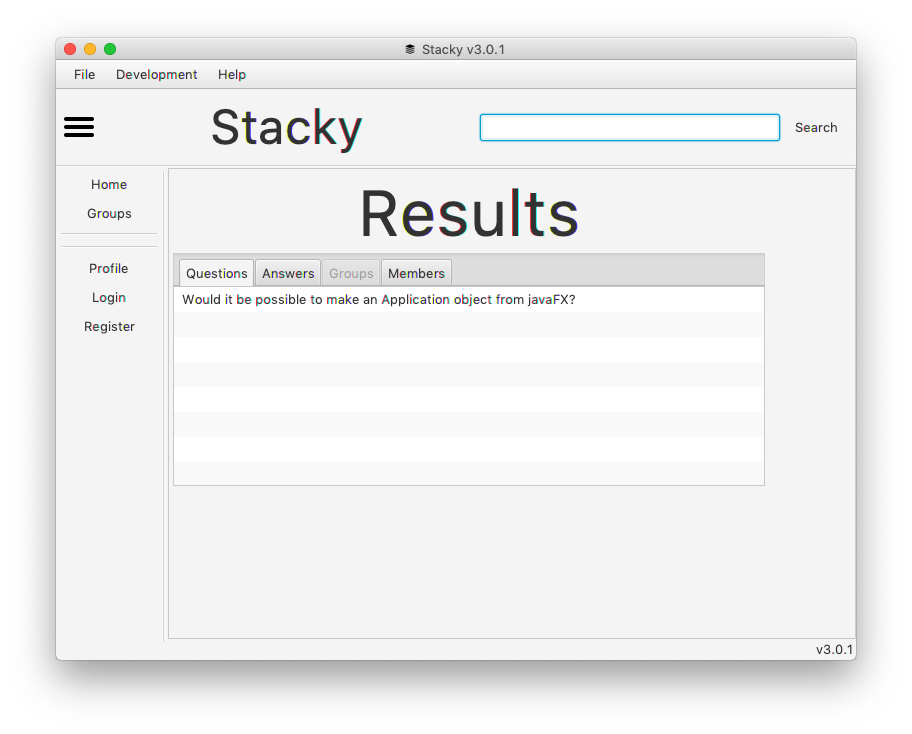 Stacky v3.0.1
File Development Help
Stacky Search
Home
Groups
Profile
Login
Register
Results
Questions Answers Groups Members
Would it be possible to make an Application object from javaFX?
v3.0.1